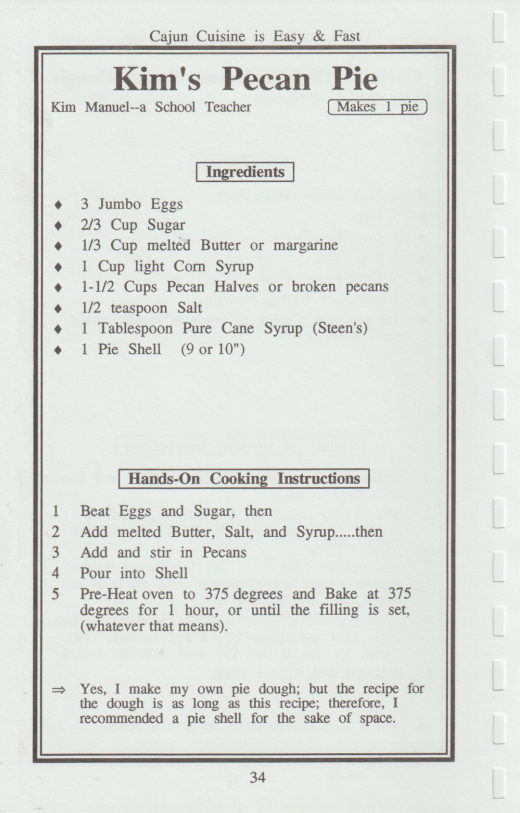 Cajun Cuisine is Easy & Fast
Kim's Pecan Pie
Kim Manuel--a School Teacher
Makes 1 pie
Ingredients
♦ 3 Jumbo Eggs
♦ 2/3 Cup Sugar
♦ 1/3 Cup melted Butter or margarine
♦ 1 Cup light Corn Syrup
♦ 1-1/2 Cups Pecan Halves or broken pecans
♦ 1/2 teaspoon Salt
♦ 1 Tablespoon Pure Cane Syrup (Steen's)
♦ 1 Pie Shell (9 or 10")
Hands-On Cooking Instructions
1 Beat Eggs and Sugar, then
2 Add melted Butter, Salt, and Syrup.....then
3 Add and stir in Pecans
4 Pour into Shell
5 Pre-Heat oven to 375 degrees and Bake at 375
degrees for 1 hour, or until the filling is set,
(whatever that means).
⇒ Yes, I make my own pie dough; but the recipe for
the dough is as long as this recipe; therefore, I
recommended a pie shell for the sake of space.
34